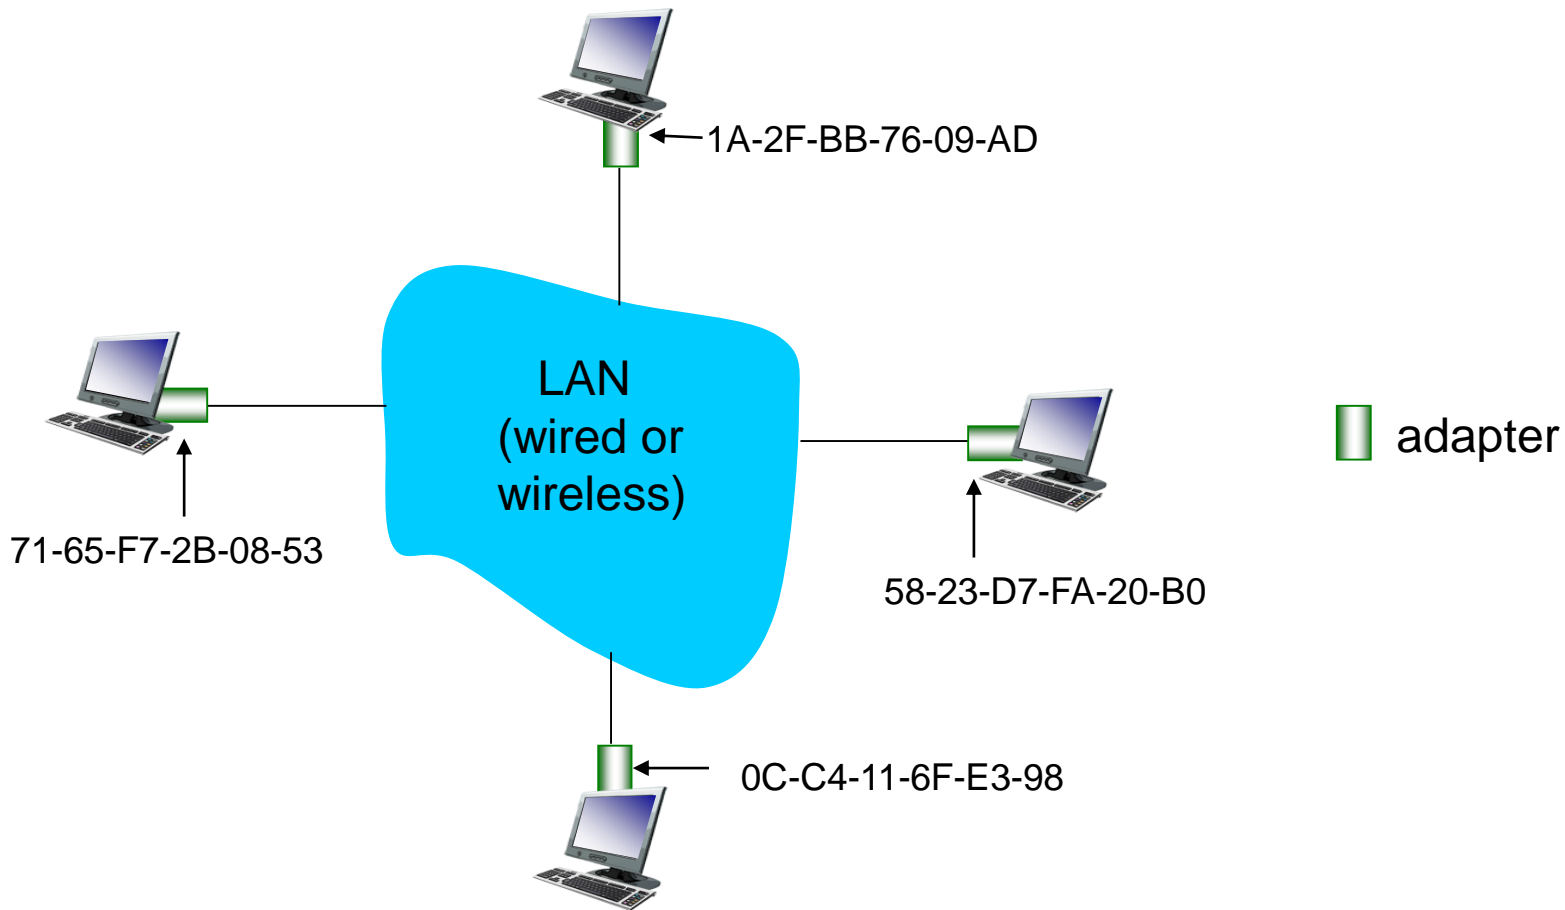 1A-2F-BB-76-09-AD
LAN
(wired or
wireless)
adapter
71-65-F7-2B-08-53
58-23-D7-FA-20-B0
0C-C4-11-6F-E3-98